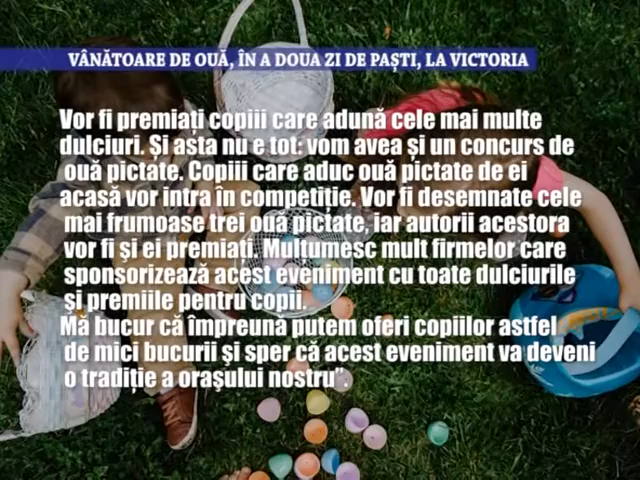 VÂNĂTOARE DE OUĂ, ÎN A DOUA ZI DE PAȘTI, LA VICTORIA
Vor fi premiați copiii care adună cele mai multe
dulciuri. Și asta nu e tot: vom avea și un concurs de
ouă pictate. Copiii care aduc ouă pictate de ei
acasă vor intra în competiție. Vor fi desemnate cele
mai frumoase trei ouă pictate, iar autorii acestora
vor fi şi ei premiați. Mulțumesc mult firmelor care
sponsorizează acest eveniment cu toate dulciurile
şi premiile pentru copii.
Mă bucur că împreună putem oferi copiilor astfel
de mici bucurii şi sper că acest eveniment va deveni
o tradiție a oraşului nostru”.